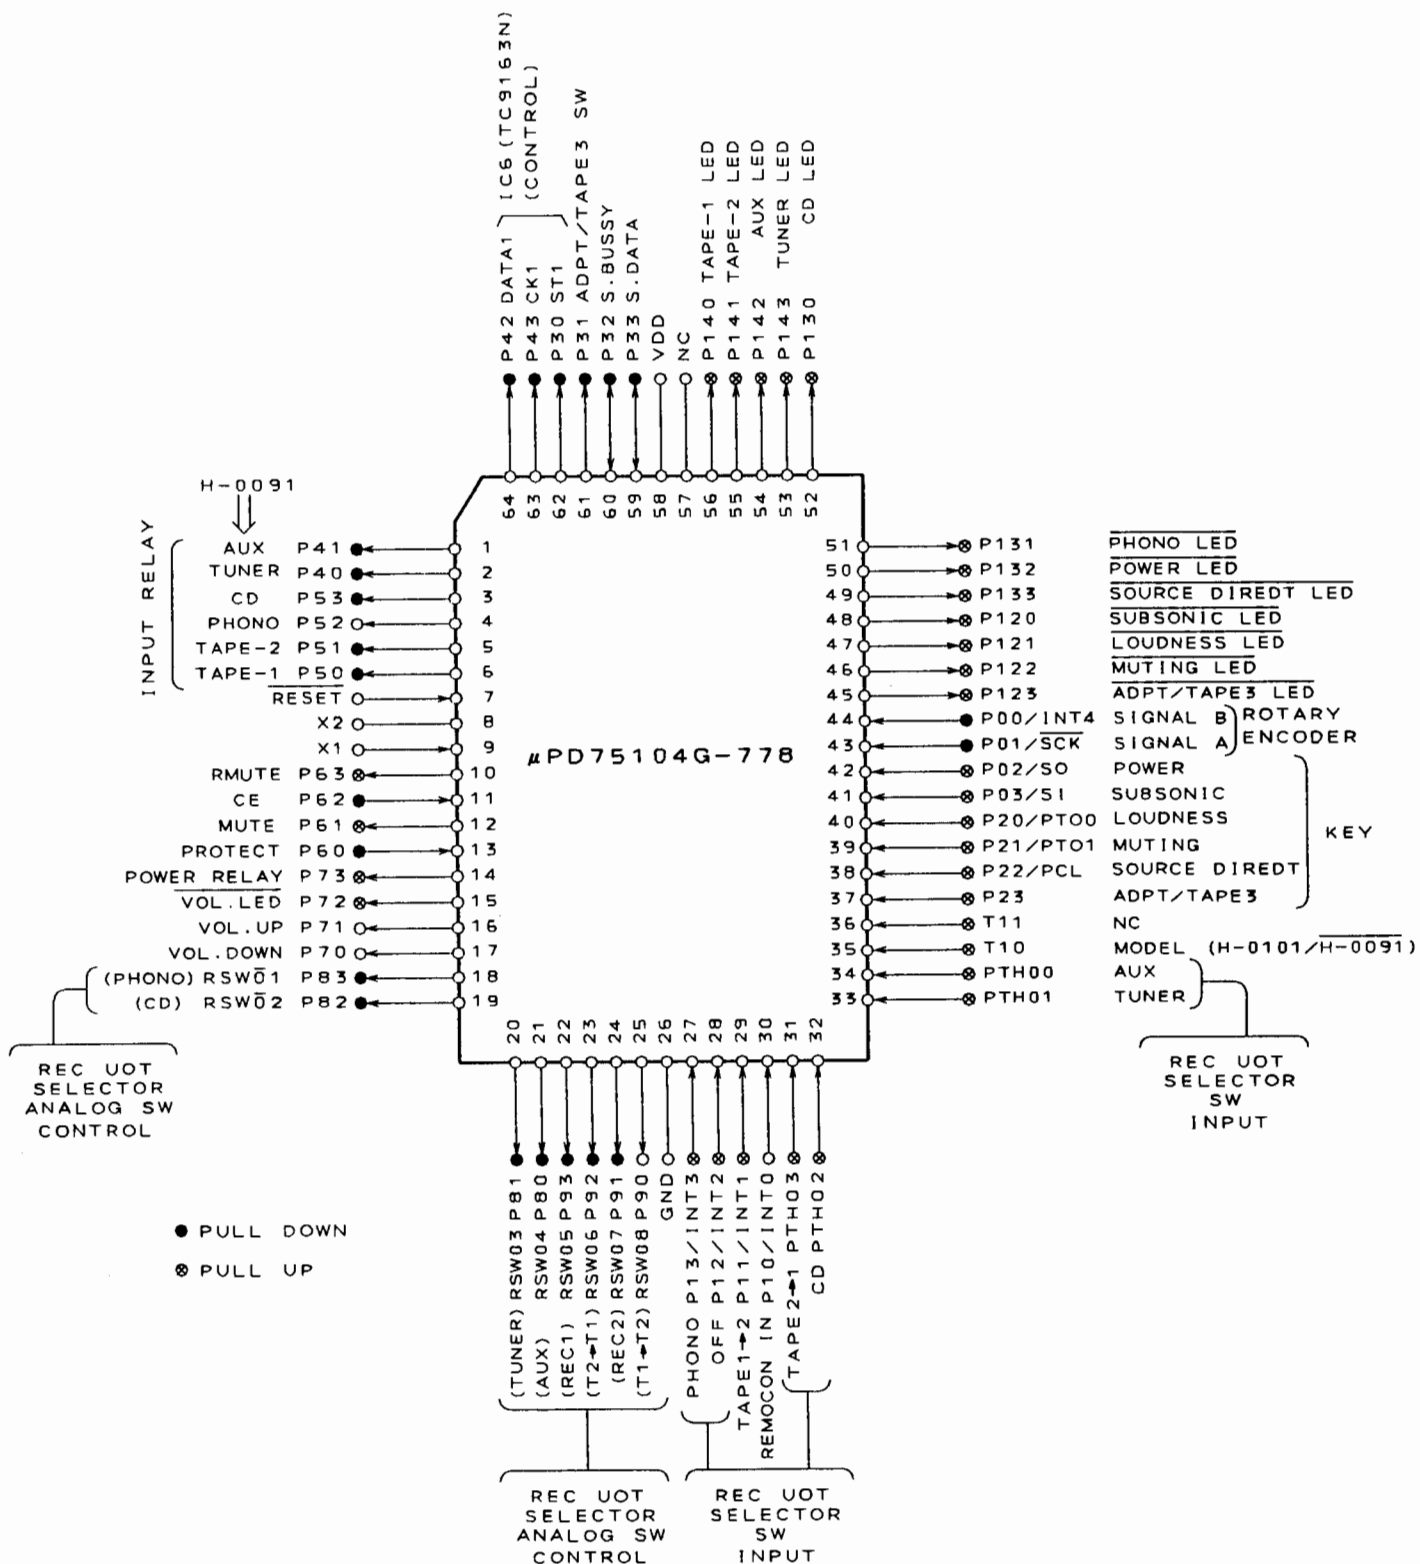 IC6 (TC9163N)
(CONTROL)
P42 DATA1
P43 CK1
P30 ST1
P31 ADPT/TAPE3 SW
P32 S.BUSSY
P33 S.DATA
VDD
NC
P140 TAPE-1 LED
P141 TAPE-2 LED
P142 AUX LED
P143 TUNER LED
P130 CD LED
64 63 62 61 60 59 58 57 56 55 54 53 52
H-0091
INPUT RELAY
AUX P41 1
TUNER P40 2
CD P53 3
PHONO P52 4
TAPE-2 P51 5
TAPE-1 P50 6
RESET 7
X2 8
X1 9
RMUTE P63 10
CE P62 11
MUTE P61 12
PROTECT P60 13
POWER RELAY P73 14
VOL.LED P72 15
VOL.UP P71 16
VOL.DOWN P70 17
(PHONO) RSW01 P83 18
(CD) RSW02 P82 19
REC UOT
SELECTOR
ANALOG SW
CONTROL
μPD75104G-778
51 P131 PHONO LED
50 P132 POWER LED
49 P133 SOURCE DIREDT LED
48 P120 SUBSONIC LED
47 P121 LOUDNESS LED
46 P122 MUTING LED
45 P123 ADPT/TAPE3 LED
44 P00/INT4 SIGNAL B
43 P01/SCK SIGNAL A
ROTARY
ENCODER
42 P02/SO POWER
41 P03/SI SUBSONIC
40 P20/PTO0 LOUDNESS
39 P21/PTO1 MUTING
38 P22/PCL SOURCE DIREDT
37 P23 ADPT/TAPE3
KEY
36 T11 NC
35 T10 MODEL (H-0101/H-0091)
34 PTH00 AUX
33 PTH01 TUNER
REC UOT
SELECTOR
SW
INPUT
20 21 22 23 24 25 26 27 28 29 30 31 32
(TUNER) RSW03 P81
(AUX) RSW04 P80
(REC1) RSW05 P93
(T2→T1) RSW06 P92
(REC2) RSW07 P91
(T1→T2) RSW08 P90
GND
PHONO P13/INT3
OFF P12/INT2
TAPE1→2 P11/INT1
REMOCON IN P10/INT0
TAPE2→1 PTH03
CD PTH02
● PULL DOWN
⊗ PULL UP
REC UOT
SELECTOR
ANALOG SW
CONTROL
REC UOT
SELECTOR
SW
INPUT